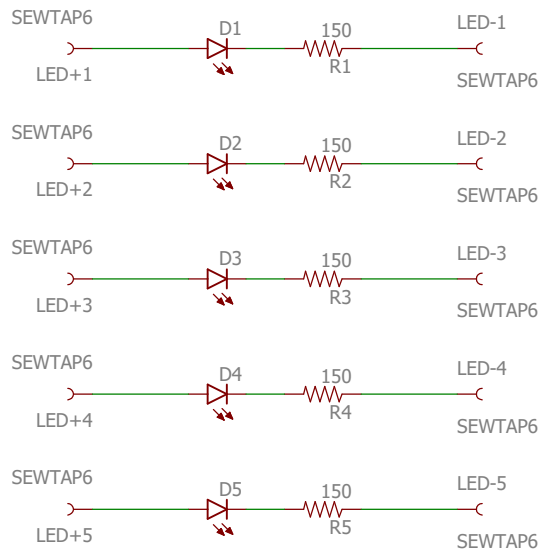 SEWTAP6 D1 150 LED-1
LED+1 R1 SEWTAP6
SEWTAP6 D2 150 LED-2
LED+2 R2 SEWTAP6
SEWTAP6 D3 150 LED-3
LED+3 R3 SEWTAP6
SEWTAP6 D4 150 LED-4
LED+4 R4 SEWTAP6
SEWTAP6 D5 150 LED-5
LED+5 R5 SEWTAP6